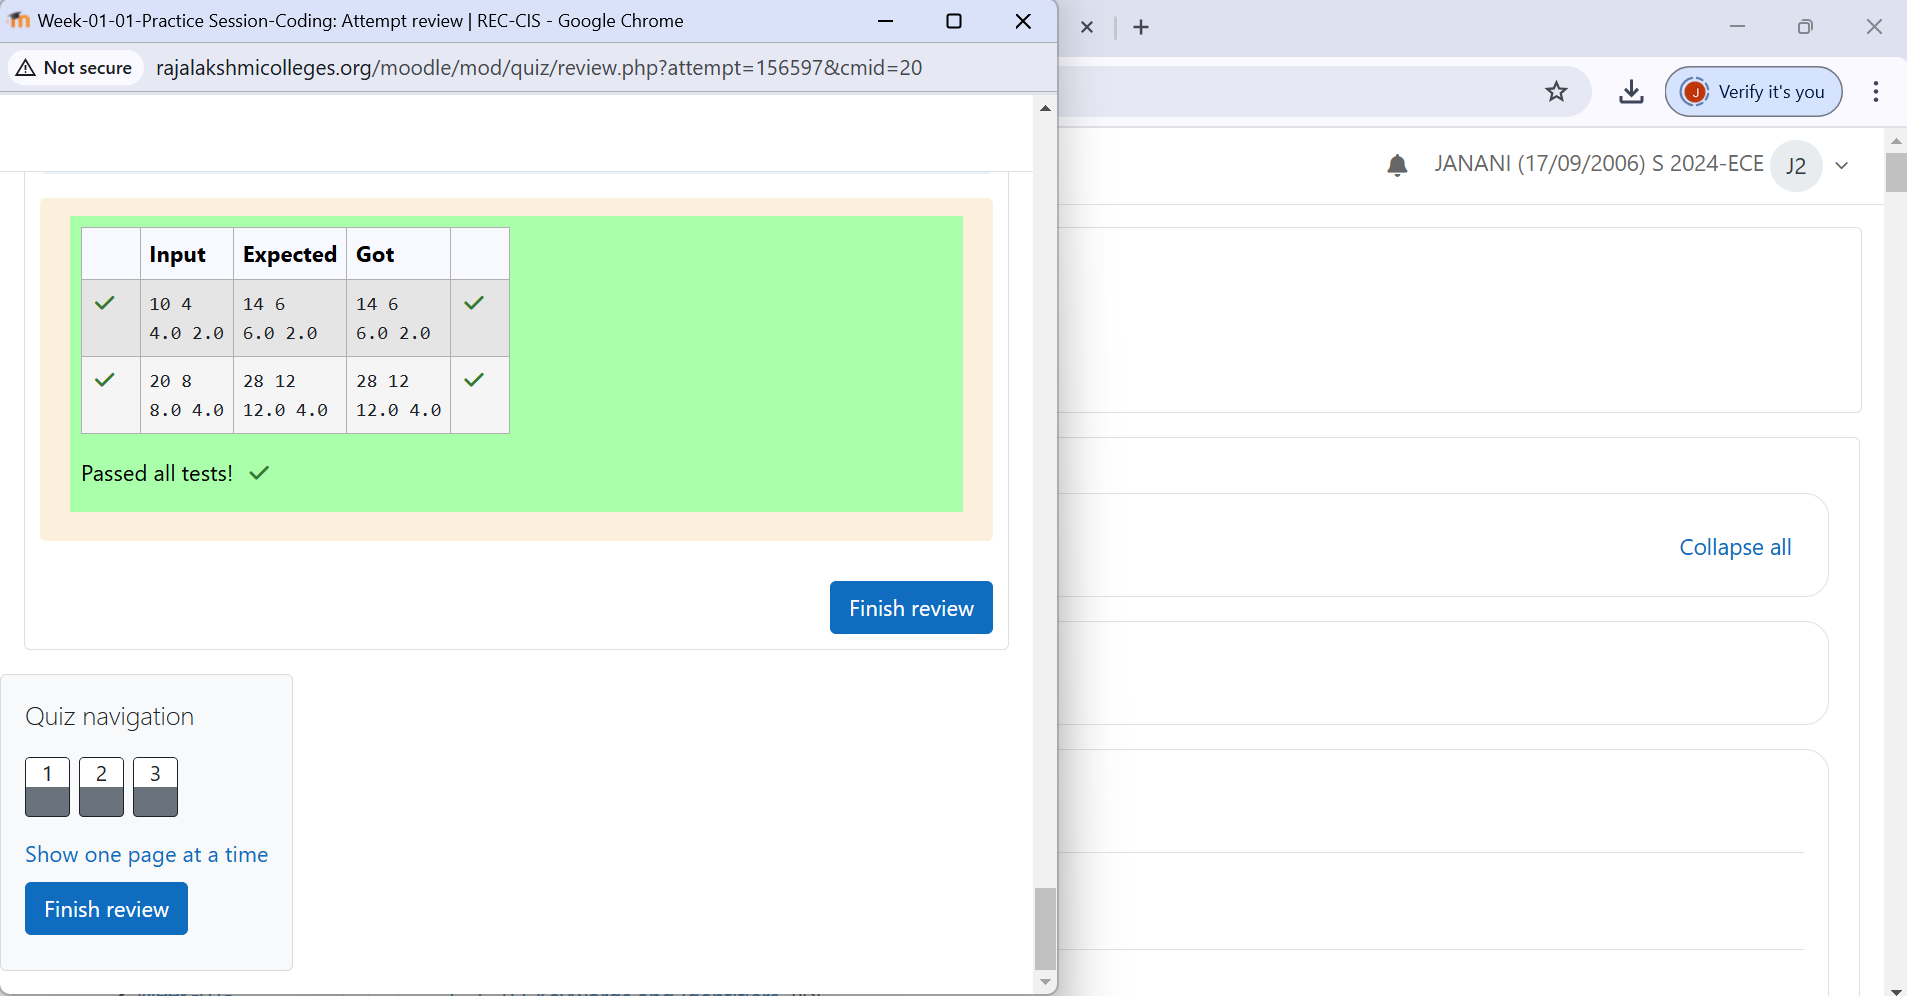 Week-01-01-Practice Session-Coding: Attempt review | REC-CIS - Google Chrome
Not secure rajalakshmicolleges.org/moodle/mod/quiz/review.php?attempt=156597&cmid=20
J Verify it's you
JANANI (17/09/2006) S 2024-ECE J2
Input Expected Got
10 4 14 6 14 6
4.0 2.0 6.0 2.0 6.0 2.0
20 8 28 12 28 12
8.0 4.0 12.0 4.0 12.0 4.0
Passed all tests!
Collapse all
Finish review
Quiz navigation
1 2 3
Show one page at a time
Finish review